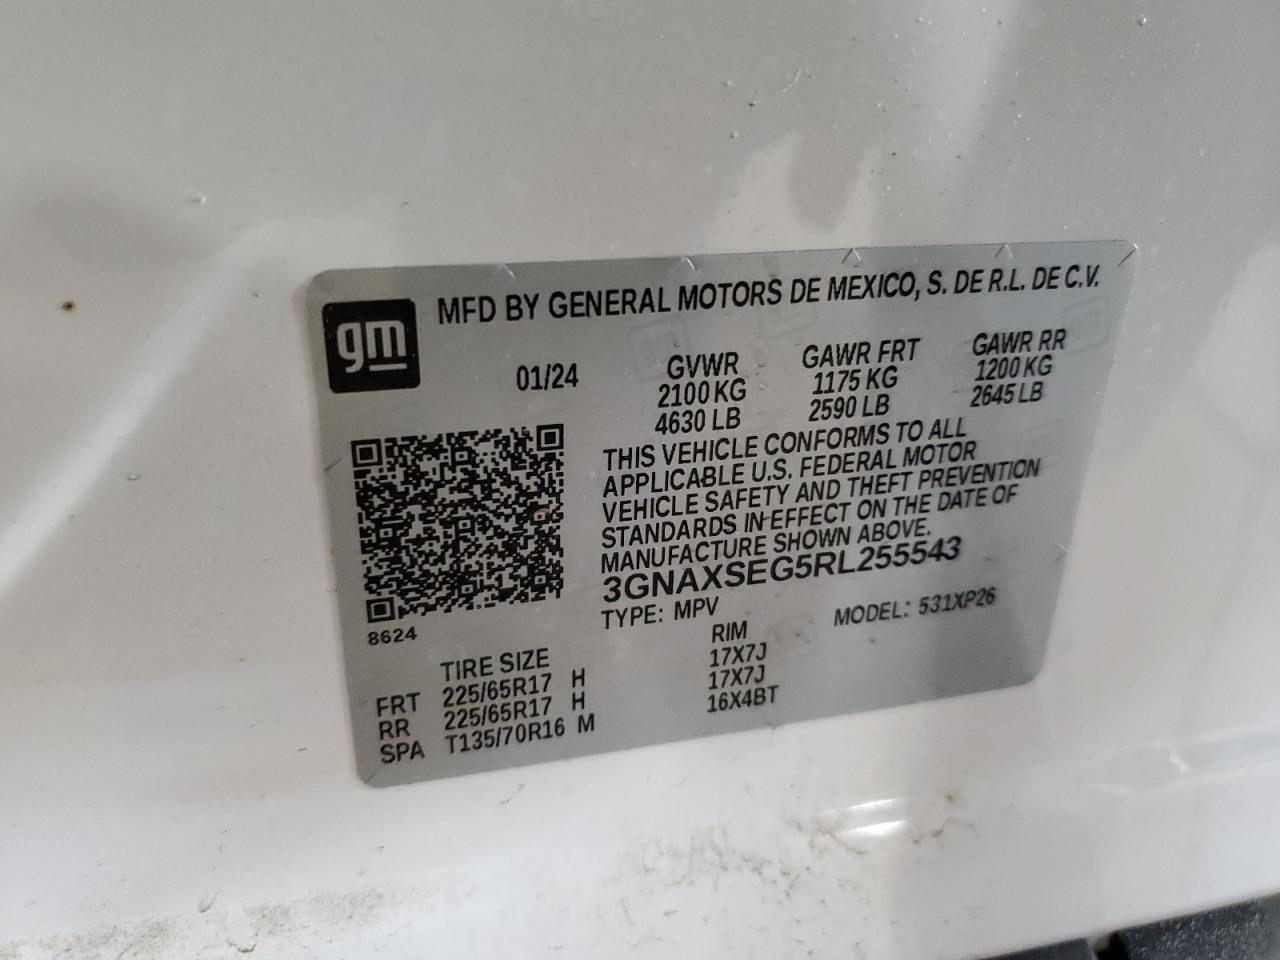 gm
MFD BY GENERAL MOTORS DE MEXICO, S. DE R.L. DE C.V.
01/24
GVWR GAWR FRT GAWR RR
2100 KG 1175 KG 1200 KG
4630 LB 2590 LB 2645 LB
THIS VEHICLE CONFORMS TO ALL
APPLICABLE U.S. FEDERAL MOTOR
VEHICLE SAFETY AND THEFT PREVENTION
STANDARDS IN EFFECT ON THE DATE OF
MANUFACTURE SHOWN ABOVE.
3GNAXSEG5RL255543
TYPE: MPV MODEL: 531XP26
8624
TIRE SIZE RIM
FRT 225/65R17 H 17X7J
RR 225/65R17 H 17X7J
SPA T135/70R16 M 16X4BT